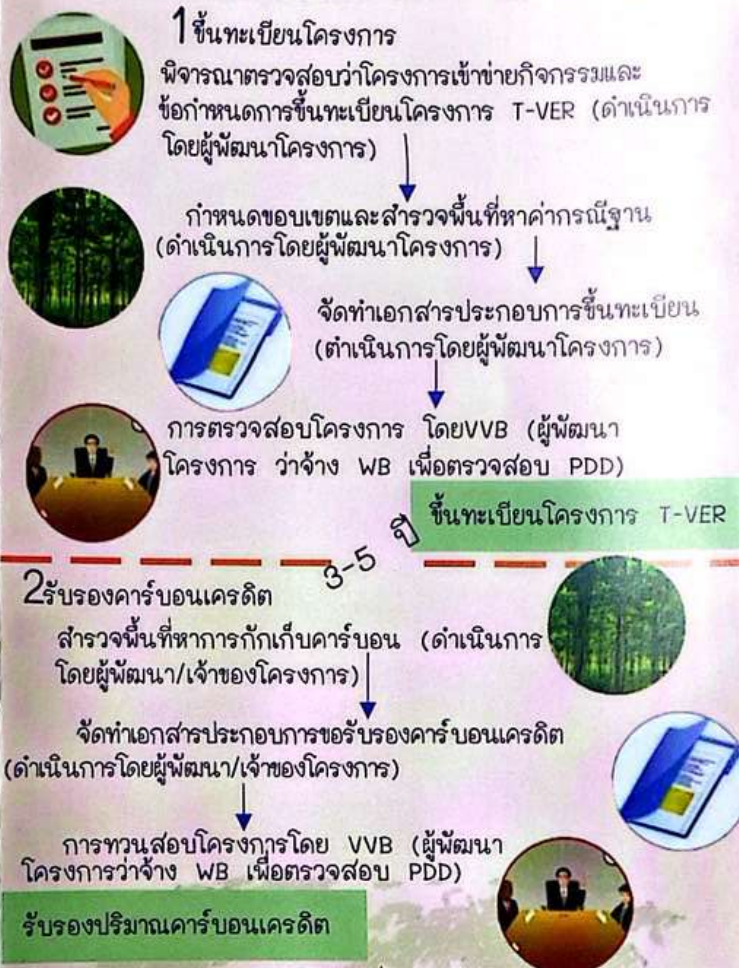 1ขึ้นทะเบียนโครงการ
พิจารณาตรวจสอบว่าโครงการเข้าข่ายกิจกรรมและ
ข้อกำหนดการขึ้นทะเบียนโครงการ T-VER (ดำเนินการ
โดยผู้พัฒนาโครงการ)
กำหนดขอบเขตและสำรวจพื้นที่หาค่ากรณีฐาน
(ดำเนินการโดยผู้พัฒนาโครงการ)
จัดทำเอกสารประกอบการขึ้นทะเบียน
(ตำเนินการโดยผู้พัฒนาโครงการ)
การตรวจสอบโครงการ โดยVVB (ผู้พัฒนา
โครงการ ว่าจ้าง WB เพื่อตรวจสอบ PDD)
ขึ้นทะเบียนโครงการ T-VER
3-5 ปี
2รับรองคาร์บอนเครดิต
สำรวจพื้นที่หาการกักเก็บคาร์บอน (ดำเนินการ
โดยผู้พัฒนา/เจ้าของโครงการ)
จัดทำเอกสารประกอบการขอรับรองคาร์บอนเครดิต
(ดำเนินการโดยผู้พัฒนา/เจ้าของโครงการ)
การทวนสอบโครงการโดย VVB (ผู้พัฒนา
โครงการว่าจ้าง WB เพื่อตรวจสอบ PDD)
รับรองปริมาณคาร์บอนเครดิต